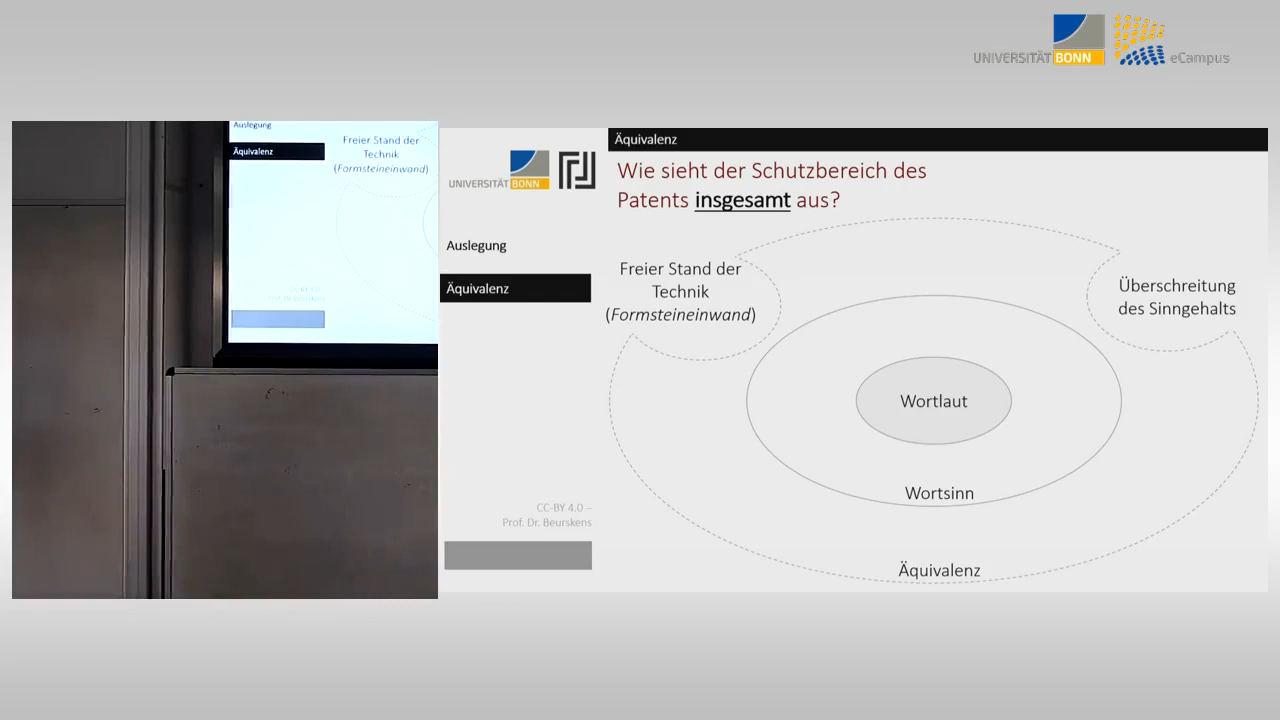 UNIVERSITÄT BONN
eCampus
Auslegung
Äquivalenz
Freier Stand der
Technik
(Formsteineinwand)
UNIVERSITÄT BONN
Auslegung
Äquivalenz
CC-BY 4.0 –
Prof. Dr. Beurskens
Äquivalenz
Wie sieht der Schutzbereich des
Patents insgesamt aus?
Freier Stand der
Technik
(Formsteineinwand)
Überschreitung
des Sinngehalts
Wortlaut
Wortsinn
Äquivalenz